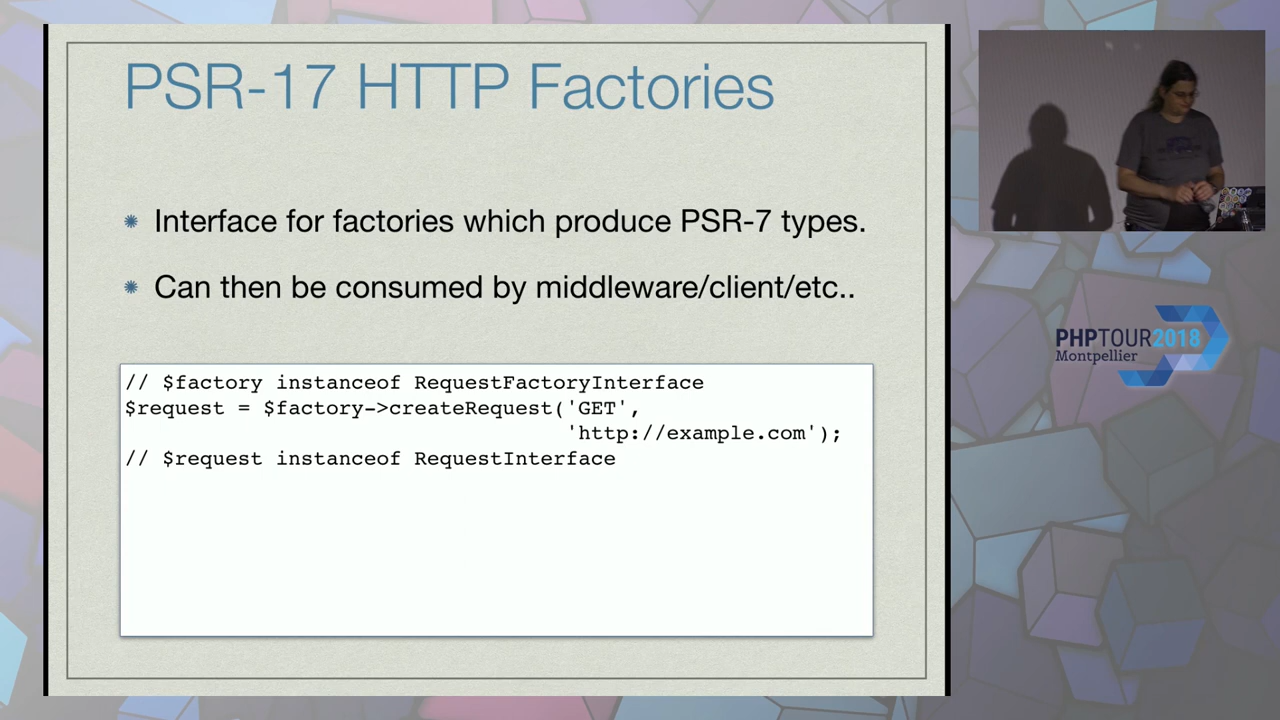 PSR-17 HTTP Factories
Interface for factories which produce PSR-7 types.
Can then be consumed by middleware/client/etc..
// $factory instanceof RequestFactoryInterface
$request = $factory->createRequest('GET',
'http://example.com');
// $request instanceof RequestInterface
PHPTOUR2018
Montpellier